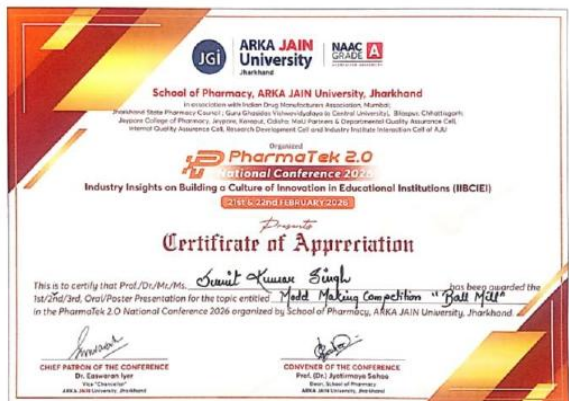 JGi
ARKA JAIN
University
Jharkhand
NAAC
GRADE A
ACCREDITED UNIVERSITY
School of Pharmacy, ARKA JAIN University, Jharkhand
in association with Indian Drug Manufacturers Association, Mumbai;
Jharkhand State Pharmacy Council; Guru Ghasidas Vishwavidyalaya (a Central University), Bilaspur, Chhattisgarh;
Jeypore College of Pharmacy, Jeypore, Koraput, Odisha; MoU Partners & Departmental Quality Assurance Cell,
Internal Quality Assurance Cell, Research Development Cell and Industry Institute Interaction Cell of AJU
Organized
PharmaTek 2.0
National Conference 2026
Industry Insights on Building a Culture of Innovation in Educational Institutions (IIBCIEI)
21st & 22nd FEBRUARY 2026
Presents
Certificate of Appreciation
This is to certify that Prof./Dr./Mr./Ms. Sumit Kumar Singh has been awarded the
1st/2nd/3rd, Oral/Poster Presentation for the topic entitled Model Making Competition "Ball Mill"
in the PharmaTek 2.0 National Conference 2026 organized by School of Pharmacy, ARKA JAIN University, Jharkhand.
CHIEF PATRON OF THE CONFERENCE
Dr. Easwaran Iyer
Vice "Chancellor"
ARKA JAIN University, Jharkhand
CONVENER OF THE CONFERENCE
Prof. (Dr.) Jyotirmaya Sahoo
Dean, School of Pharmacy
ARKA JAIN University, Jharkhand